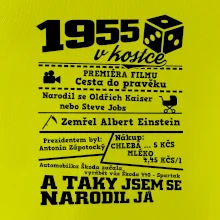 1955
v kostce
PREMIÉRA FILMU
Cesta do pravěku
Narodil se Oldřich Kaiser
nebo Steve Jobs
Zemřel Albert Einstein
Prezidentem byl:
Antonín Zápotocký
Nákup:
CHLEBA ... 5 KČS
MLÉKO
4,45 KČS/l
Automobilka Škoda začala
vyrábět vůz Škoda 440 - Spartak
A TAKY JSEM SE
NARODIL JÁ